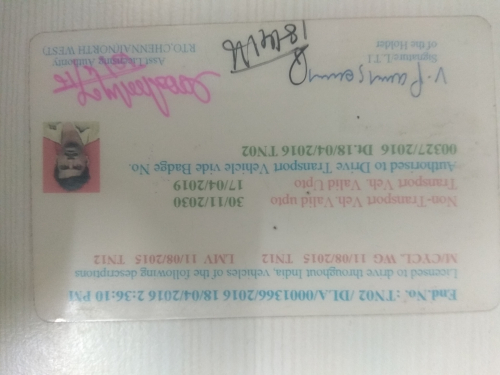 End.No.: TN02 /DLA/0001366/2016 18/04/2016 2:36:10 PM
Licensed to drive throughout India, vehicles of the following descriptions
M/CYCL WG 11/08/2015 TN12 LMV 11/08/2015 TN12
Non-Transport Veh. Valid upto 30/11/2030
Transport Veh. Valid Upto 17/04/2019
Authorised to Drive Transport Vehicle vide Badge No.
00327/2016 Dt.18/04/2016 TN02
Signature/L.T.I
of the Holder
Asst Licensing Authority
RTO,CHENNAI(NORTH WEST)